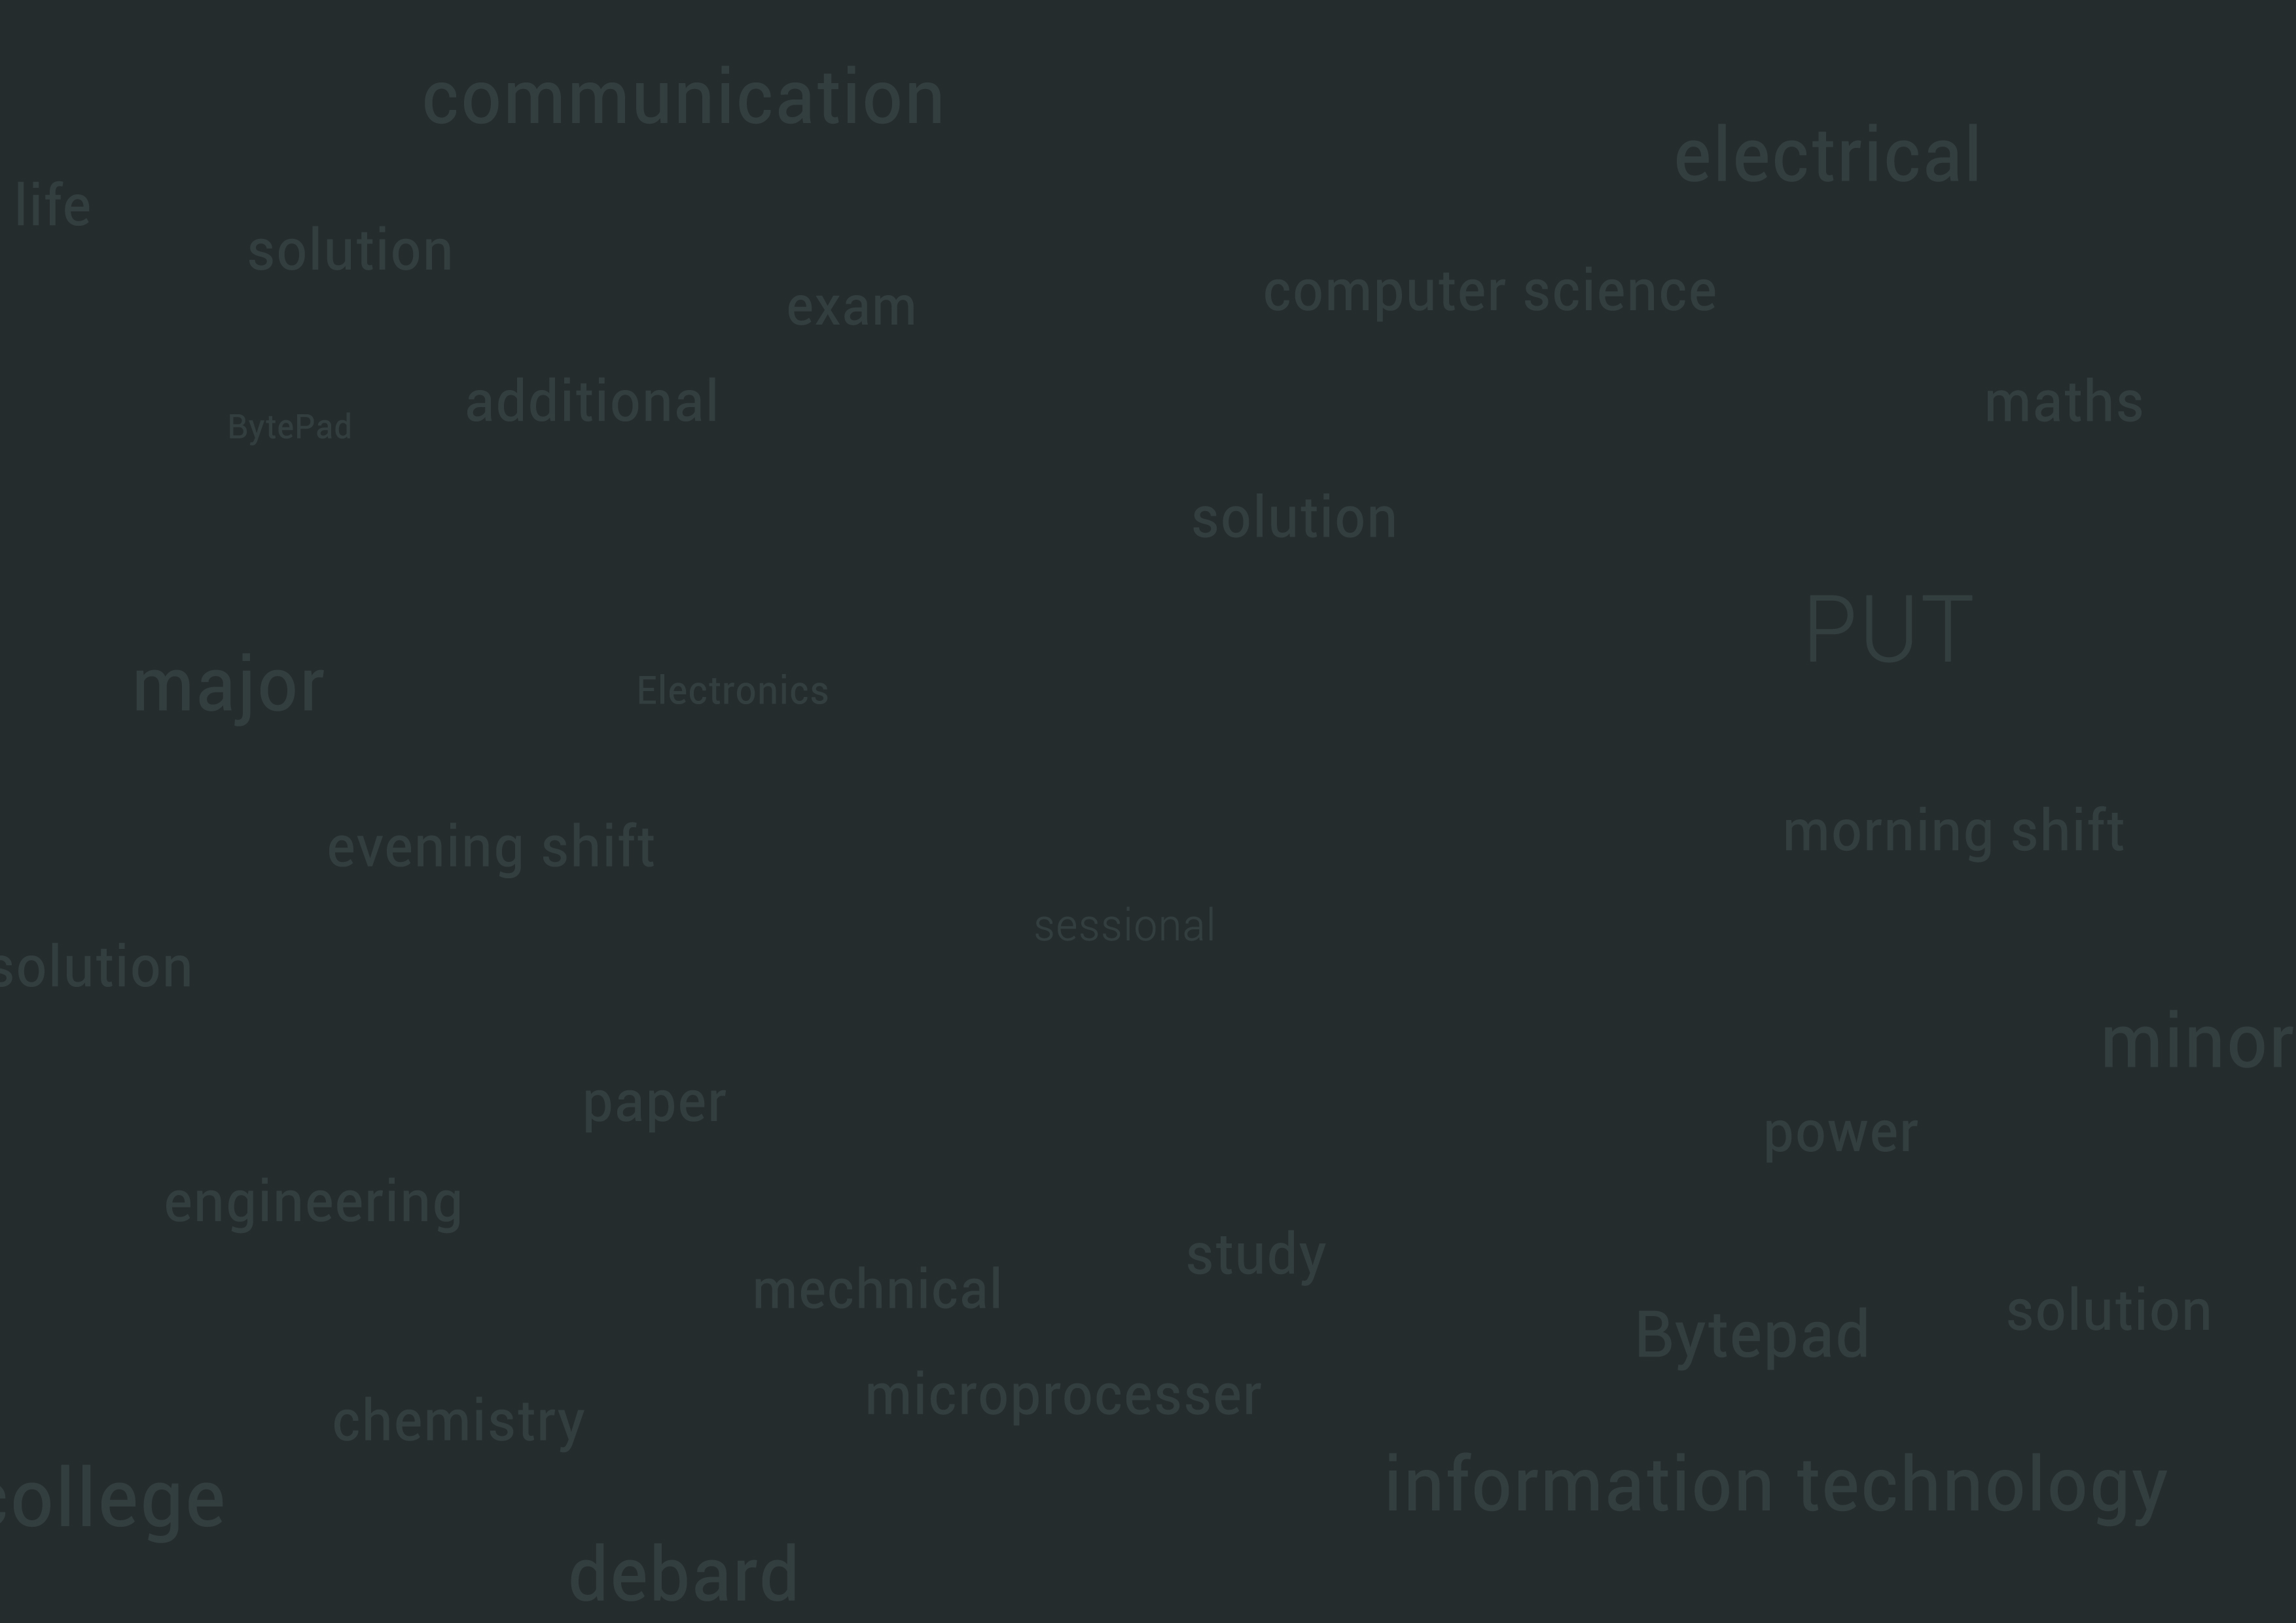 communication
electrical
life
solution
computer science
exam
additional
maths
BytePad
solution
PUT
major
Electronics
morning shift
evening shift
sessional
solution
minor
paper
power
engineering
study
mechnical
solution
Bytepad
microprocesser
chemistry
information technology
college
debard